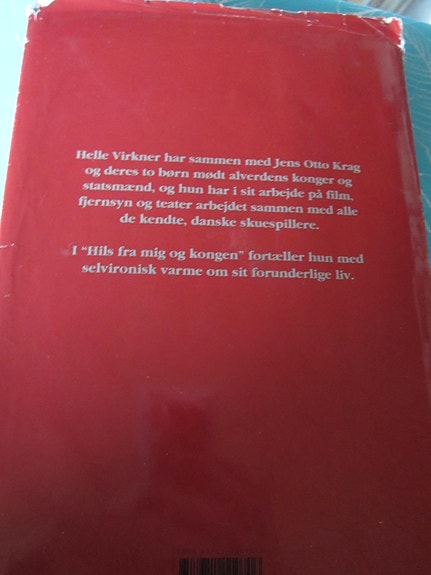 Helle Virkner har sammen med Jens Otto Krag
og deres to børn mødt alverdens konger og
statsmænd, og hun har i sit arbejde på film,
fjernsyn og teater arbejdet sammen med alle
de kendte, danske skuespillere.
I "Hils fra mig og kongen" fortæller hun med
selvironisk varme om sit forunderlige liv.